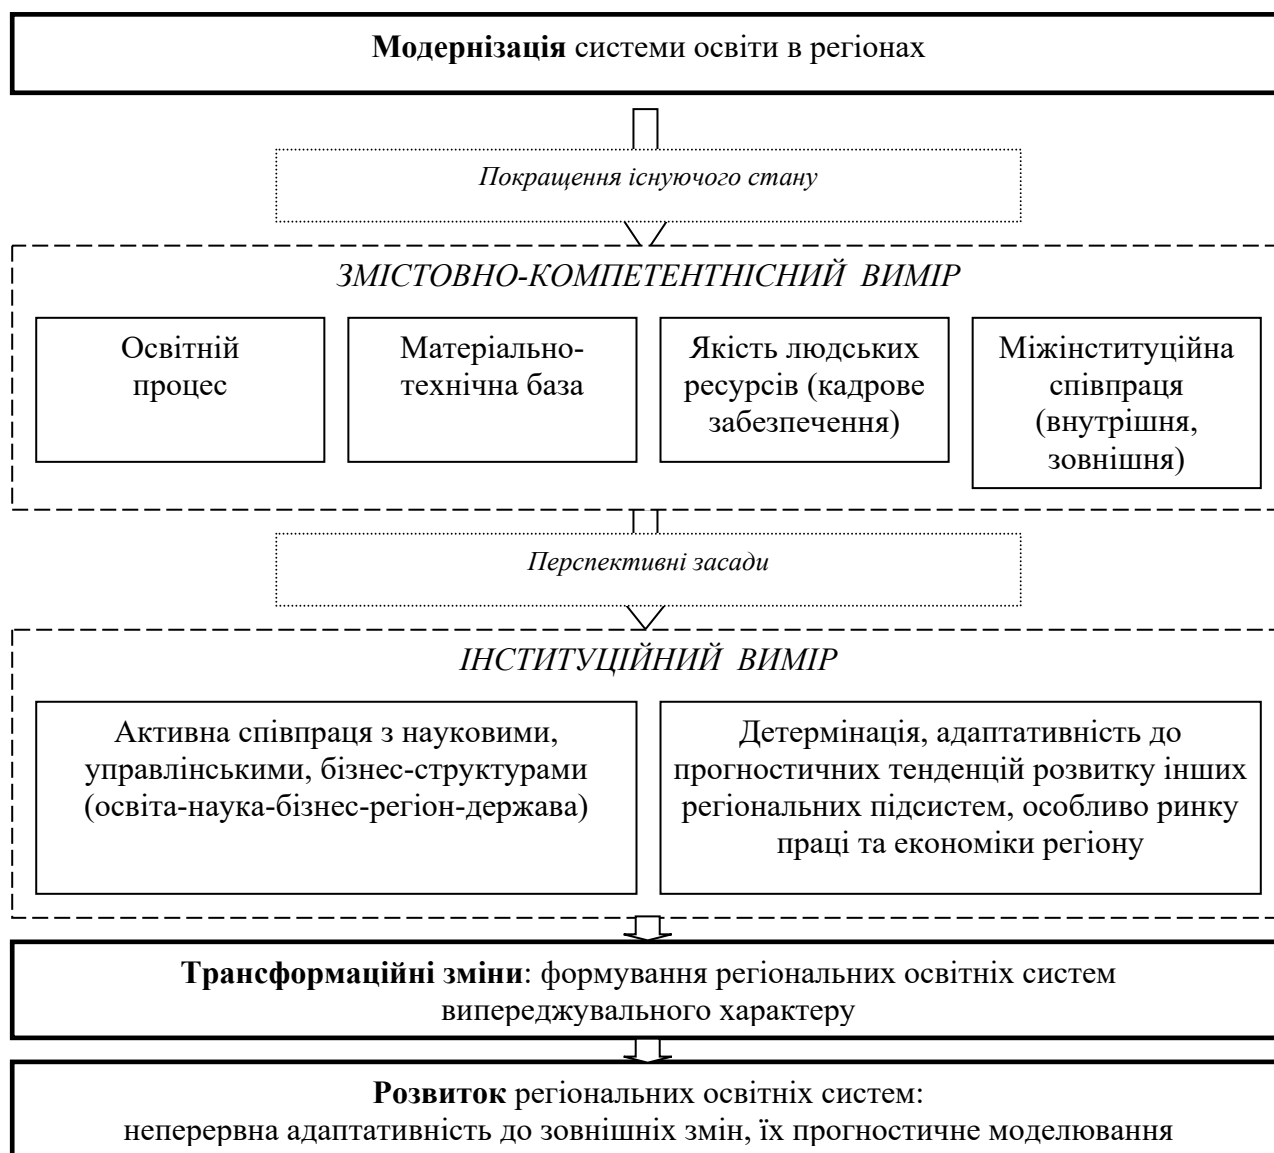 Модернізація системи освіти в регіонах
Покращення існуючого стану
ЗМІСТОВНО-КОМПЕТЕНТНІСНИЙ ВИМІР
Освітній
процес
Матеріально-
технічна база
Якість людських
ресурсів (кадрове
забезпечення)
Міжінституційна
співпраця
(внутрішня,
зовнішня)
Перспективні засади
ІНСТИТУЦІЙНИЙ ВИМІР
Активна співпраця з науковими,
управлінськими, бізнес-структурами
(освіта-наука-бізнес-регіон-держава)
Детермінація, адаптативність до
прогностичних тенденцій розвитку інших
регіональних підсистем, особливо ринку
праці та економіки регіону
Трансформаційні зміни: формування регіональних освітніх систем
випереджувального характеру
Розвиток регіональних освітніх систем:
неперервна адаптативність до зовнішніх змін, їх прогностичне моделювання